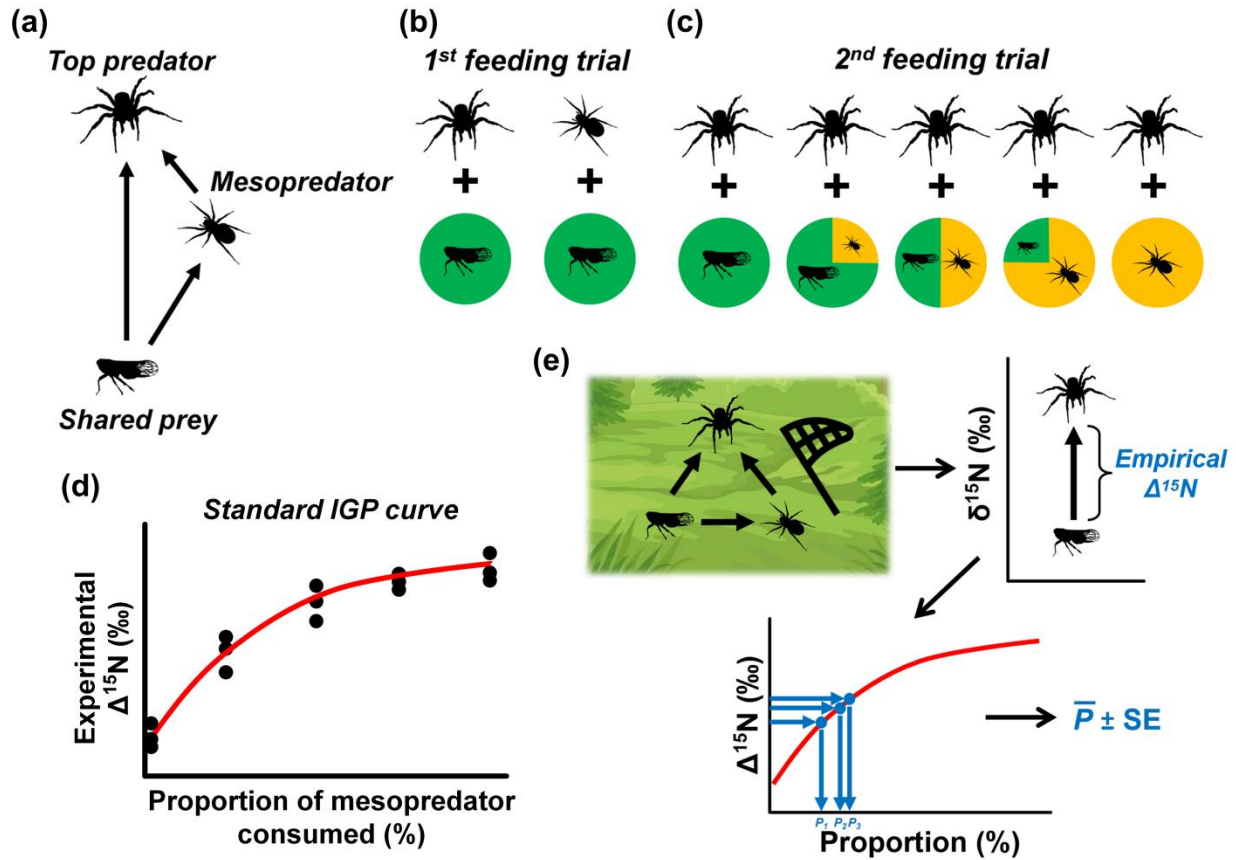 (a)
Top predator
Mesopredator
Shared prey
(b)
1st feeding trial
+ +
(c)
2nd feeding trial
+ + + + +
(d)
Standard IGP curve
Experimental
Δ15N (‰)
Proportion of mesopredator
consumed (%)
(e)
δ15N (‰)
Empirical
Δ15N
Δ15N (‰)
P1 P2 P3
Proportion (%)
P̅ ± SE